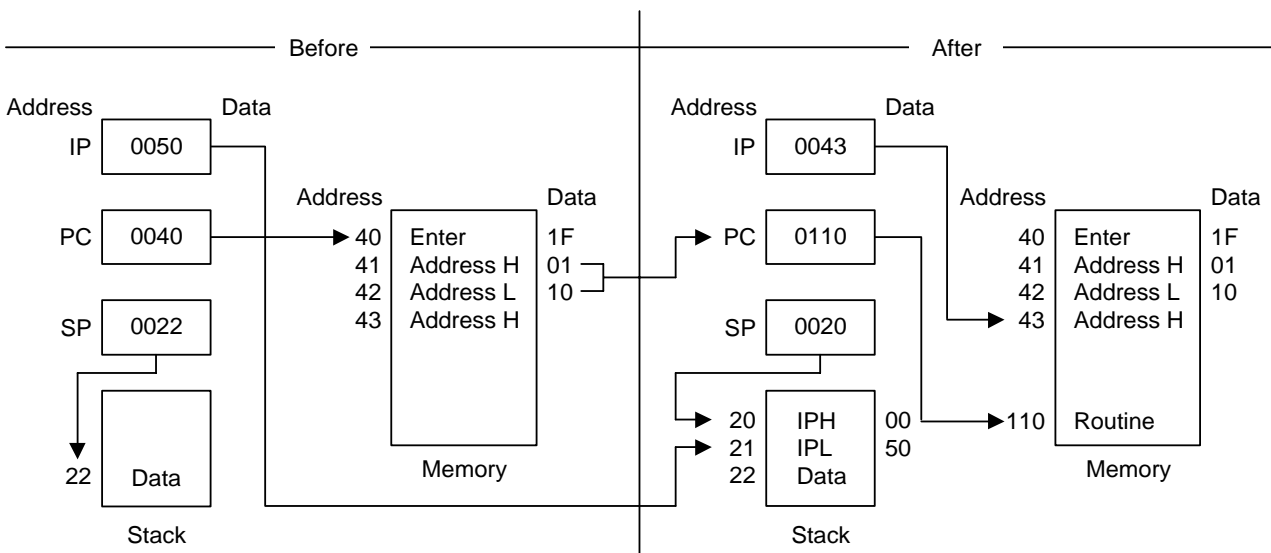 Before
After
Address Data
IP 0050
Address Data
PC 0040
40 Enter 1F
41 Address H 01
42 Address L 10
43 Address H
SP 0022
22 Data
Memory
Stack
Address Data
IP 0043
Address Data
PC 0110
40 Enter 1F
41 Address H 01
42 Address L 10
43 Address H
SP 0020
20 IPH 00
21 IPL 50
22 Data
110 Routine
Memory
Stack